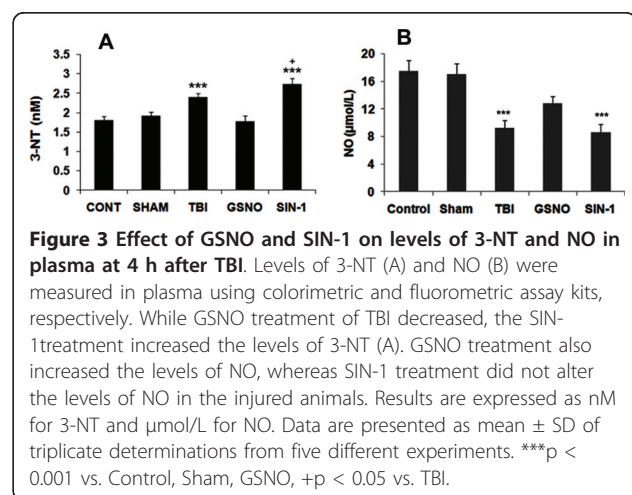 A
3-NT (nM)
3.5
3
2.5
2
1.5
1
0.5
0
***
+
***
CONT SHAM TBI GSNO SIN-1
B
NO (µmol/L)
20
16
12
8
4
0
***
***
Control Sham TBI GSNO SIN-1
Figure 3 Effect of GSNO and SIN-1 on levels of 3-NT and NO in
plasma at 4 h after TBI. Levels of 3-NT (A) and NO (B) were
measured in plasma using colorimetric and fluorometric assay kits,
respectively. While GSNO treatment of TBI decreased, the SIN-
1treatment increased the levels of 3-NT (A). GSNO treatment also
increased the levels of NO, whereas SIN-1 treatment did not alter
the levels of NO in the injured animals. Results are expressed as nM
for 3-NT and µmol/L for NO. Data are presented as mean ± SD of
triplicate determinations from five different experiments. ***p <
0.001 vs. Control, Sham, GSNO, +p < 0.05 vs. TBI.